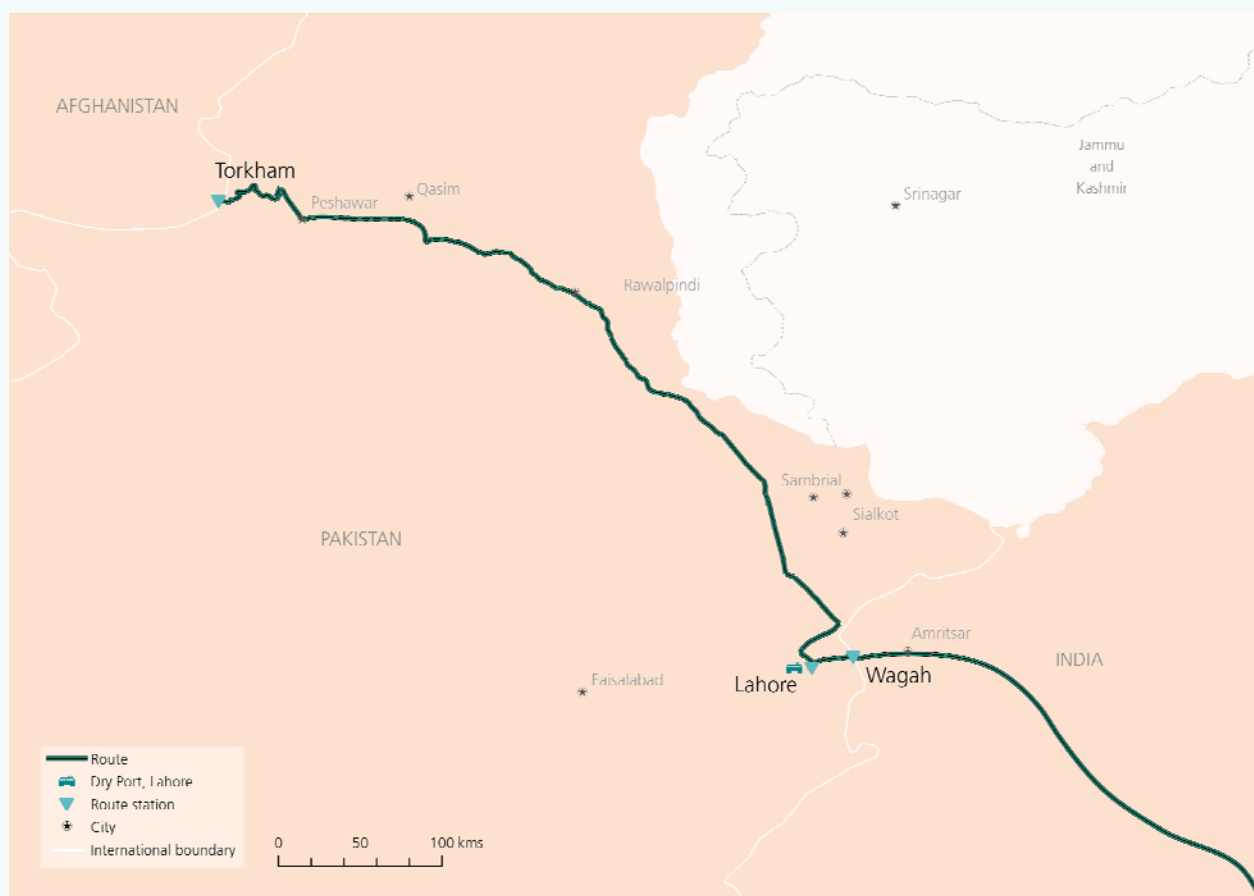 AFGHANISTAN
Torkham
Peshawar
Qasim
Jammu
and
Kashmir
Srinagar
Rawalpindi
Sambrial
Sialkot
PAKISTAN
Amritsar
INDIA
Lahore
Wagah
Faisalabad
Route
Dry Port, Lahore
Route station
City
International boundary
0 50 100 kms